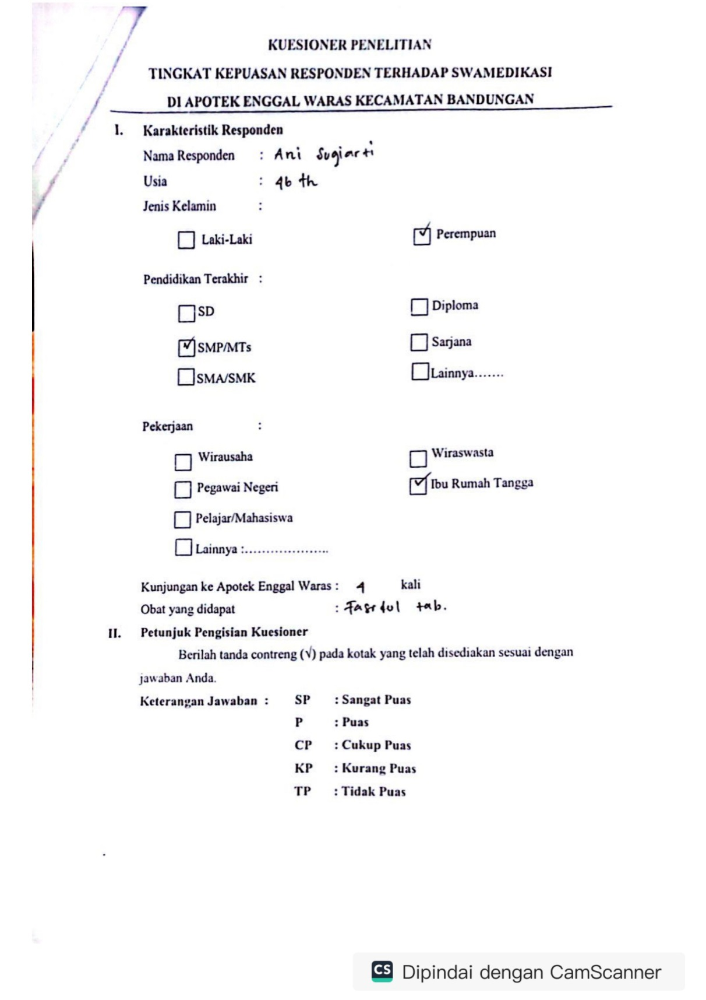 KUESIONER PENELITIAN
TINGKAT KEPUASAN RESPONDEN TERHADAP SWAMEDIKASI
DI APOTEK ENGGAL WARAS KECAMATAN BANDUNGAN
I. Karakteristik Responden
Nama Responden : Ani Sugiarti
Usia : 46 th
Jenis Kelamin :
Laki-Laki
✓ Perempuan
Pendidikan Terakhir :
SD
Diploma
✓ SMP/MTs
Sarjana
SMA/SMK
Lainnya.......
Pekerjaan :
Wirausaha
Wiraswasta
Pegawai Negeri
✓ Ibu Rumah Tangga
Pelajar/Mahasiswa
Lainnya :....................
Kunjungan ke Apotek Enggal Waras : 4 kali
Obat yang didapat : tab.
II. Petunjuk Pengisian Kuesioner
Berilah tanda contreng (√) pada kotak yang telah disediakan sesuai dengan
jawaban Anda.
Keterangan Jawaban : SP : Sangat Puas
P : Puas
CP : Cukup Puas
KP : Kurang Puas
TP : Tidak Puas
CS Dipindai dengan CamScanner